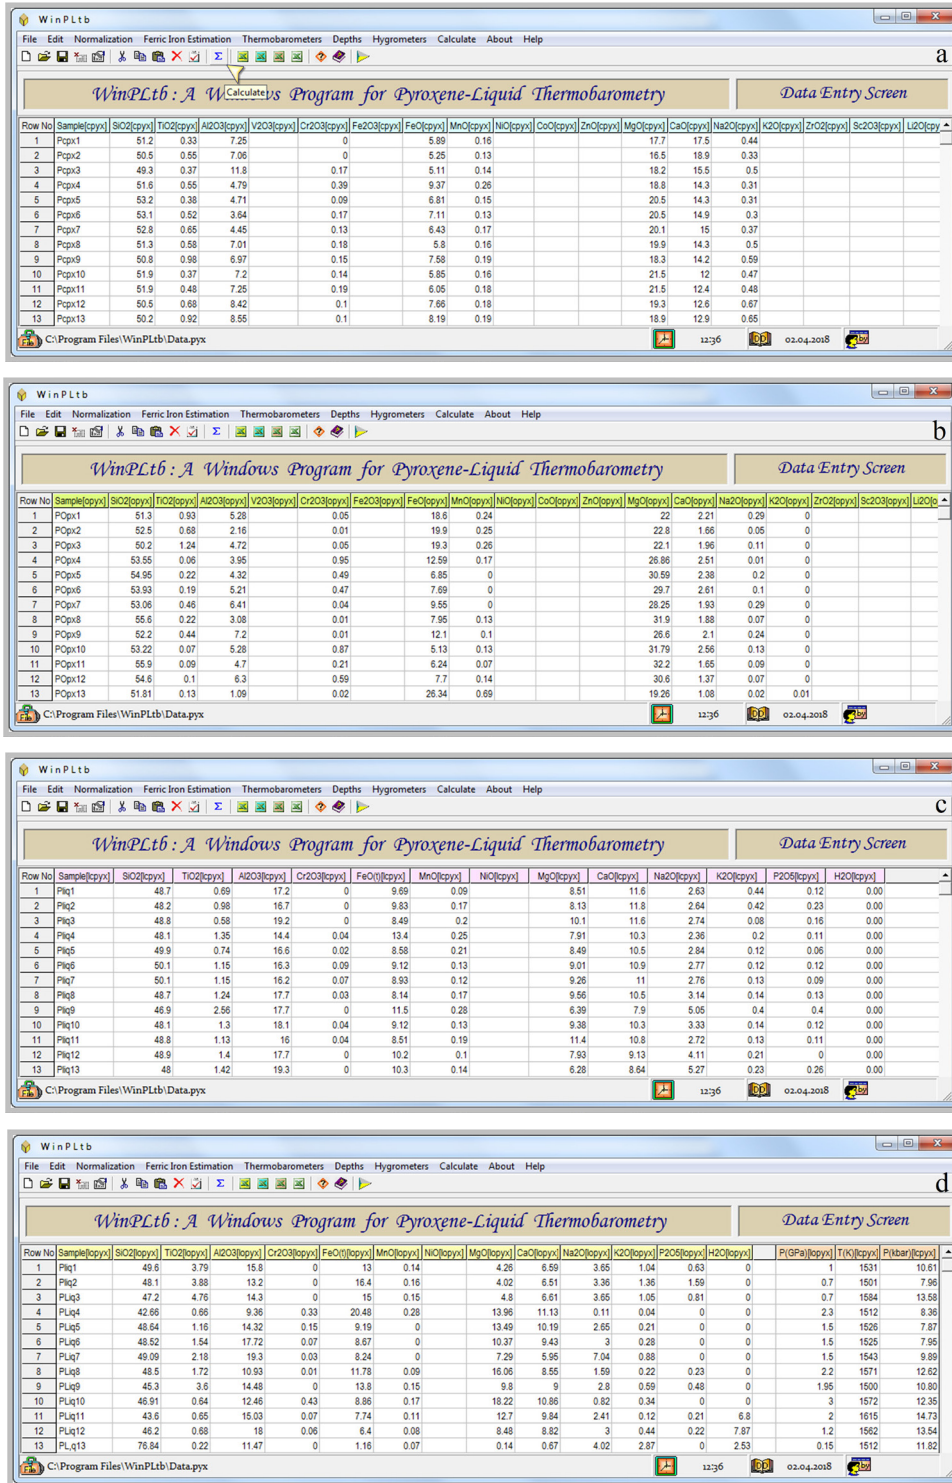 WinPLtb
File Edit Normalization Ferric Iron Estimation Thermobarometers Depths Hygrometers Calculate About Help
a
Calculate
WinPLtb : A Windows Program for Pyroxene-Liquid Thermobarometry Data Entry Screen
Row No Sample[cpyx] SiO2[cpyx] TiO2[cpyx] Al2O3[cpyx] V2O3[cpyx] Cr2O3[cpyx] Fe2O3[cpyx] FeO[cpyx] MnO[cpyx] NiO[cpyx] CoO[cpyx] ZnO[cpyx] MgO[cpyx] CaO[cpyx] Na2O[cpyx] K2O[cpyx] ZrO2[cpyx] Sc2O3[cpyx] Li2O[cpy
1 Pcpx1 51.2 0.33 7.25 0 5.89 0.16 17.7 17.5 0.44
2 Pcpx2 50.5 0.55 7.06 0 5.25 0.13 16.5 18.9 0.33
3 Pcpx3 49.3 0.37 11.8 0.17 5.11 0.14 18.2 15.5 0.5
4 Pcpx4 51.6 0.55 4.79 0.39 9.37 0.26 18.8 14.3 0.31
5 Pcpx5 53.2 0.38 4.71 0.09 6.81 0.15 20.5 14.3 0.31
6 Pcpx6 53.1 0.52 3.64 0.17 7.11 0.13 20.5 14.9 0.3
7 Pcpx7 52.8 0.65 4.45 0.13 6.43 0.17 20.1 15 0.37
8 Pcpx8 51.3 0.58 7.01 0.18 5.8 0.16 19.9 14.3 0.5
9 Pcpx9 50.8 0.98 6.97 0.15 7.58 0.19 18.3 14.2 0.59
10 Pcpx10 51.9 0.37 7.2 0.14 5.85 0.16 21.5 12 0.47
11 Pcpx11 51.9 0.48 7.25 0.19 6.05 0.18 21.5 12.4 0.48
12 Pcpx12 50.5 0.68 8.42 0.1 7.66 0.18 19.3 12.6 0.67
13 Pcpx13 50.2 0.92 8.55 0.1 8.19 0.19 18.9 12.9 0.65
C:\Program Files\WinPLtb\Data.pyx 12:36 02.04.2018
WinPLtb
File Edit Normalization Ferric Iron Estimation Thermobarometers Depths Hygrometers Calculate About Help
b
WinPLtb : A Windows Program for Pyroxene-Liquid Thermobarometry Data Entry Screen
Row No Sample[opyx] SiO2[opyx] TiO2[opyx] Al2O3[opyx] V2O3[opyx] Cr2O3[opyx] Fe2O3[opyx] FeO[opyx] MnO[opyx] NiO[opyx] CoO[opyx] ZnO[opyx] MgO[opyx] CaO[opyx] Na2O[opyx] K2O[opyx] ZrO2[opyx] Sc2O3[opyx] Li2O[o
1 POpx1 51.3 0.93 5.28 0.05 18.6 0.24 22 2.21 0.29 0
2 POpx2 52.5 0.68 2.16 0.01 19.9 0.25 22.8 1.66 0.05 0
3 POpx3 50.2 1.24 4.72 0.05 19.3 0.26 22.1 1.96 0.11 0
4 POpx4 53.55 0.06 3.95 0.95 12.59 0.17 26.86 2.51 0.01 0
5 POpx5 54.95 0.22 4.32 0.49 6.85 0 30.59 2.38 0.2 0
6 POpx6 53.93 0.19 5.21 0.47 7.69 0 29.7 2.61 0.1 0
7 POpx7 53.06 0.46 6.41 0.04 9.55 0 28.25 1.93 0.29 0
8 POpx8 55.6 0.22 3.08 0.01 7.95 0.13 31.9 1.88 0.07 0
9 POpx9 52.2 0.44 7.2 0.01 12.1 0.1 26.6 2.1 0.24 0
10 POpx10 53.22 0.07 5.28 0.87 5.13 0.13 31.79 2.56 0.13 0
11 POpx11 55.9 0.09 4.7 0.21 6.24 0.07 32.2 1.65 0.09 0
12 POpx12 54.6 0.1 6.3 0.59 7.7 0.14 30.6 1.37 0.07 0
13 POpx13 51.81 0.13 1.09 0.02 26.34 0.69 19.26 1.08 0.02 0.01
C:\Program Files\WinPLtb\Data.pyx 12:36 02.04.2018
WinPLtb
File Edit Normalization Ferric Iron Estimation Thermobarometers Depths Hygrometers Calculate About Help
c
WinPLtb : A Windows Program for Pyroxene-Liquid Thermobarometry Data Entry Screen
Row No Sample[lcpyx] SiO2[lcpyx] TiO2[lcpyx] Al2O3[lcpyx] Cr2O3[lcpyx] FeO(t)[lcpyx] MnO[lcpyx] NiO[lcpyx] MgO[lcpyx] CaO[lcpyx] Na2O[lcpyx] K2O[lcpyx] P2O5[lcpyx] H2O[lcpyx]
1 Pliq1 48.7 0.69 17.2 0 9.69 0.09 8.51 11.6 2.63 0.44 0.12 0.00
2 Pliq2 48.2 0.98 16.7 0 9.83 0.17 8.13 11.8 2.64 0.42 0.23 0.00
3 Pliq3 48.8 0.58 19.2 0 8.49 0.2 10.1 11.6 2.74 0.08 0.16 0.00
4 Pliq4 48.1 1.35 14.4 0.04 13.4 0.25 7.91 10.3 2.36 0.2 0.11 0.00
5 Pliq5 49.9 0.74 16.6 0.02 8.58 0.21 8.49 10.5 2.84 0.12 0.06 0.00
6 Pliq6 50.1 1.15 16.3 0.09 9.12 0.13 9.01 10.9 2.77 0.12 0.12 0.00
7 Pliq7 50.1 1.15 16.2 0.07 8.93 0.12 9.26 11 2.76 0.13 0.09 0.00
8 Pliq8 48.7 1.24 17.7 0.03 8.14 0.17 9.56 10.5 3.14 0.14 0.13 0.00
9 Pliq9 46.9 2.56 17.7 0 11.5 0.28 6.39 7.9 5.05 0.4 0.4 0.00
10 Pliq10 48.1 1.3 18.1 0.04 9.12 0.13 9.38 10.3 3.33 0.14 0.12 0.00
11 Pliq11 48.8 1.13 16 0.04 8.51 0.19 11.4 10.8 2.72 0.13 0.11 0.00
12 Pliq12 48.9 1.4 17.7 0 10.2 0.1 7.93 9.13 4.11 0.21 0 0.00
13 Pliq13 48 1.42 19.3 0 10.3 0.14 6.28 8.64 5.27 0.23 0.26 0.00
C:\Program Files\WinPLtb\Data.pyx 12:36 02.04.2018
WinPLtb
File Edit Normalization Ferric Iron Estimation Thermobarometers Depths Hygrometers Calculate About Help
d
WinPLtb : A Windows Program for Pyroxene-Liquid Thermobarometry Data Entry Screen
Row No Sample[lopyx] SiO2[lopyx] TiO2[lopyx] Al2O3[lopyx] Cr2O3[lopyx] FeO(t)[lopyx] MnO[lopyx] NiO[lopyx] MgO[lopyx] CaO[lopyx] Na2O[lopyx] K2O[lopyx] P2O5[lopyx] H2O[lopyx] P(GPa)[lopyx] T(K)[lcpyx] P(kbar)[lcpyx]
1 Pliq1 49.6 3.79 15.8 0 13 0.14 4.26 6.59 3.65 1.04 0.63 0 1 1531 10.61
2 Pliq2 48.1 3.88 13.2 0 16.4 0.16 4.02 6.51 3.36 1.36 1.59 0 0.7 1501 7.96
3 PLiq3 47.2 4.76 14.3 0 15 0.15 4.8 6.61 3.65 1.05 0.81 0 0.7 1584 13.58
4 PLiq4 42.66 0.66 9.36 0.33 20.48 0.28 13.96 11.13 0.11 0.04 0 0 2.3 1512 8.36
5 PLiq5 48.64 1.16 14.32 0.15 9.19 0 13.49 10.19 2.65 0.21 0 0 1.5 1526 7.87
6 PLiq6 48.52 1.54 17.72 0.07 8.67 0 10.37 9.43 3 0.28 0 0 1.5 1525 7.95
7 PLiq7 49.09 2.18 19.3 0.03 8.24 0 7.29 5.95 7.04 0.88 0 0 1.5 1543 9.89
8 PLiq8 48.5 1.72 10.93 0.01 11.78 0.09 16.06 8.55 1.59 0.22 0.23 0 2.2 1571 12.62
9 PLiq9 45.3 3.6 14.48 0 13.8 0.15 9.8 9 2.8 0.59 0.48 0 1.95 1500 10.80
10 PLiq10 46.91 0.64 12.46 0.43 8.86 0.17 18.22 10.86 0.82 0.34 0 0 3 1572 12.35
11 PLiq11 43.6 0.65 15.03 0.07 7.74 0.11 12.7 9.84 2.41 0.12 0.21 6.8 2 1615 14.73
12 PLiq12 46.2 0.68 18 0.06 6.4 0.08 8.48 8.82 3 0.44 0.22 7.87 1.2 1562 13.54
13 PL,q13 76.84 0.22 11.47 0 1.16 0.07 0.14 0.67 4.02 2.87 0 2.53 0.15 1512 11.82
C:\Program Files\WinPLtb\Data.pyx 12:36 02.04.2018